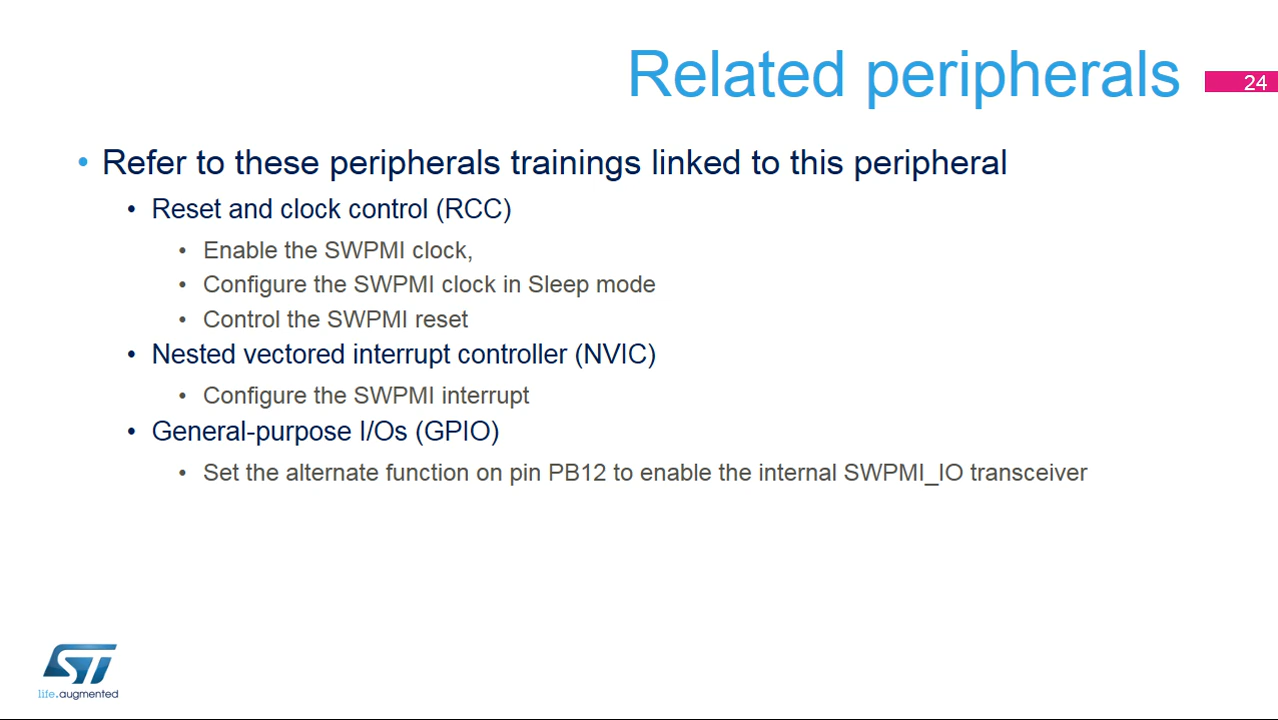 Related peripherals
24
• Refer to these peripherals trainings linked to this peripheral
• Reset and clock control (RCC)
• Enable the SWPMI clock,
• Configure the SWPMI clock in Sleep mode
• Control the SWPMI reset
• Nested vectored interrupt controller (NVIC)
• Configure the SWPMI interrupt
• General-purpose I/Os (GPIO)
• Set the alternate function on pin PB12 to enable the internal SWPMI_IO transceiver
ST
life.augmented